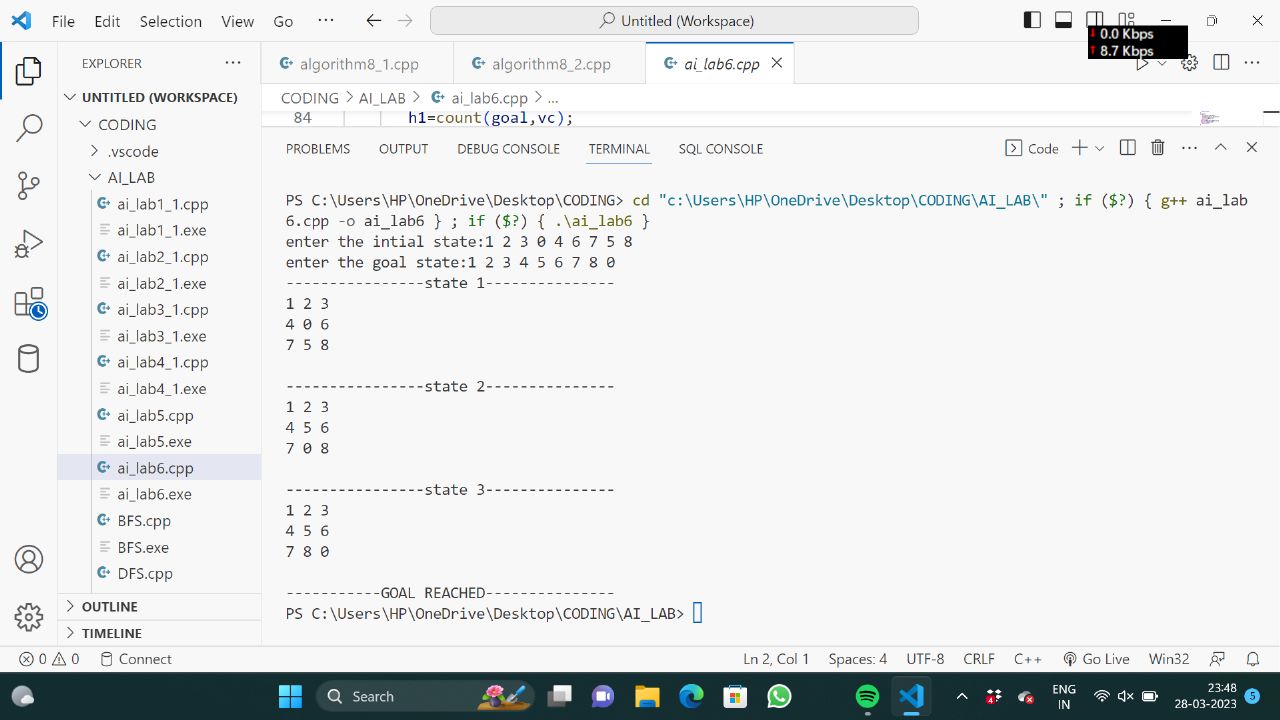 File Edit Selection View Go ··· Untitled (Workspace)
0.0 Kbps
8.7 Kbps
EXPLORER
algorithm8_1.cpp algorithm8_2.cpp ai_lab6.cpp
UNTITLED (WORKSPACE)
CODING > AI_LAB > ai_lab6.cpp > ...
84 h1=count(goal,vc);
CODING
.vscode
AI_LAB
ai_lab1_1.cpp
ai_lab1_1.exe
ai_lab2_1.cpp
ai_lab2_1.exe
ai_lab3_1.cpp
ai_lab3_1.exe
ai_lab4_1.cpp
ai_lab4_1.exe
ai_lab5.cpp
ai_lab5.exe
ai_lab6.cpp
ai_lab6.exe
BFS.cpp
BFS.exe
DFS.cpp
OUTLINE
TIMELINE
PROBLEMS OUTPUT DEBUG CONSOLE TERMINAL SQL CONSOLE Code
PS C:\Users\HP\OneDrive\Desktop\CODING> cd "c:\Users\HP\OneDrive\Desktop\CODING\AI_LAB\" ; if ($?) { g++ ai_lab
6.cpp -o ai_lab6 } ; if ($?) { .\ai_lab6 }
enter the intial state:1 2 3 0 4 6 7 5 8
enter the goal state:1 2 3 4 5 6 7 8 0
----------------state 1---------------
1 2 3
4 0 6
7 5 8
----------------state 2---------------
1 2 3
4 5 6
7 0 8
----------------state 3---------------
1 2 3
4 5 6
7 8 0
-----------GOAL REACHED---------------
PS C:\Users\HP\OneDrive\Desktop\CODING\AI_LAB>
0 0 Connect Ln 2, Col 1 Spaces: 4 UTF-8 CRLF C++ Go Live Win32
Search
4
ENG
IN
23:48
28-03-2023
5